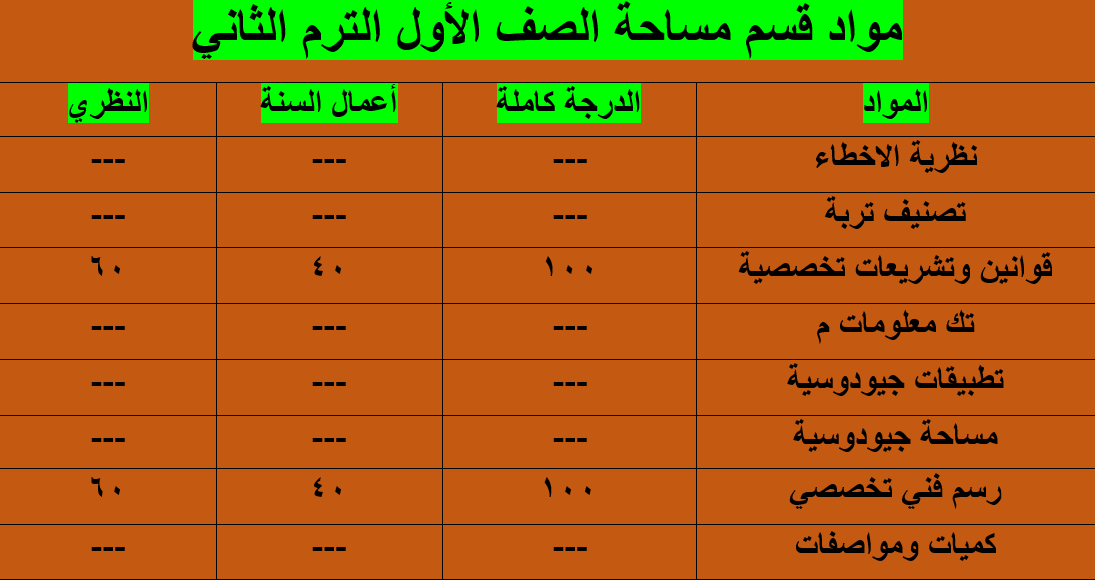 مواد قسم مساحة الصف الأول الترم الثاني
المواد الدرجة كاملة أعمال السنة النظري
نظرية الاخطاء --- --- ---
تصنيف تربة --- --- ---
قوانين وتشريعات تخصصية ١٠٠ ٤٠ ٦٠
تك معلومات م --- --- ---
تطبيقات جيودوسية --- --- ---
مساحة جيودوسية --- --- ---
رسم فني تخصصي ١٠٠ ٤٠ ٦٠
كميات ومواصفات --- --- ---